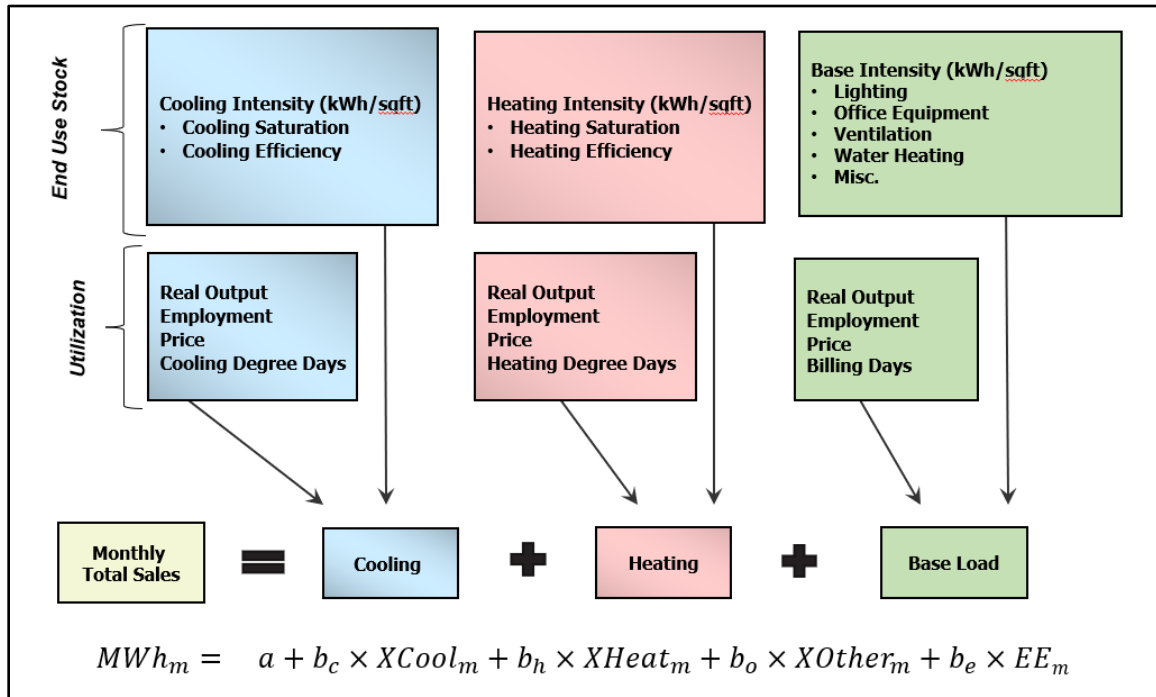 End Use Stock
Cooling Intensity (kWh/sqft)
• Cooling Saturation
• Cooling Efficiency
Heating Intensity (kWh/sqft)
• Heating Saturation
• Heating Efficiency
Base Intensity (kWh/sqft)
• Lighting
• Office Equipment
• Ventilation
• Water Heating
• Misc.
Utilization
Real Output
Employment
Price
Cooling Degree Days
Real Output
Employment
Price
Heating Degree Days
Real Output
Employment
Price
Billing Days
Monthly
Total Sales
=
Cooling
+
Heating
+
Base Load
MWh_m = a + b_c × XCool_m + b_h × XHeat_m + b_o × XOther_m + b_e × EE_m